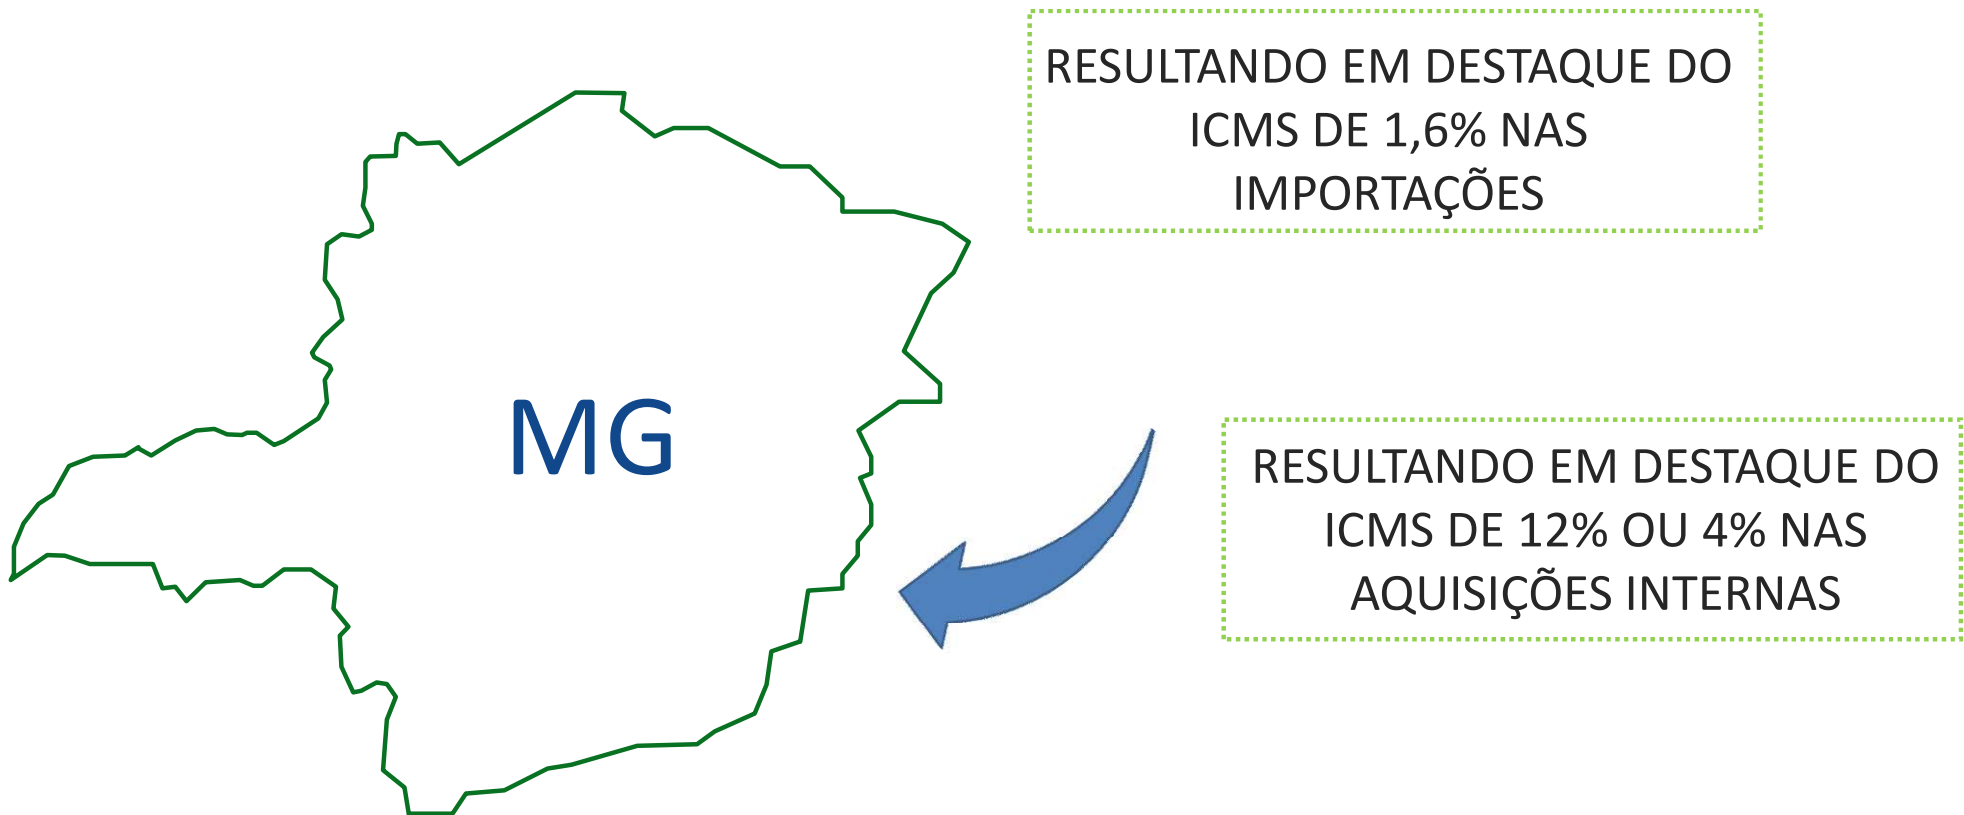 RESULTANDO EM DESTAQUE DO
ICMS DE 1,6% NAS
IMPORTAÇÕES
MG
RESULTANDO EM DESTAQUE DO
ICMS DE 12% OU 4% NAS
AQUISIÇÕES INTERNAS